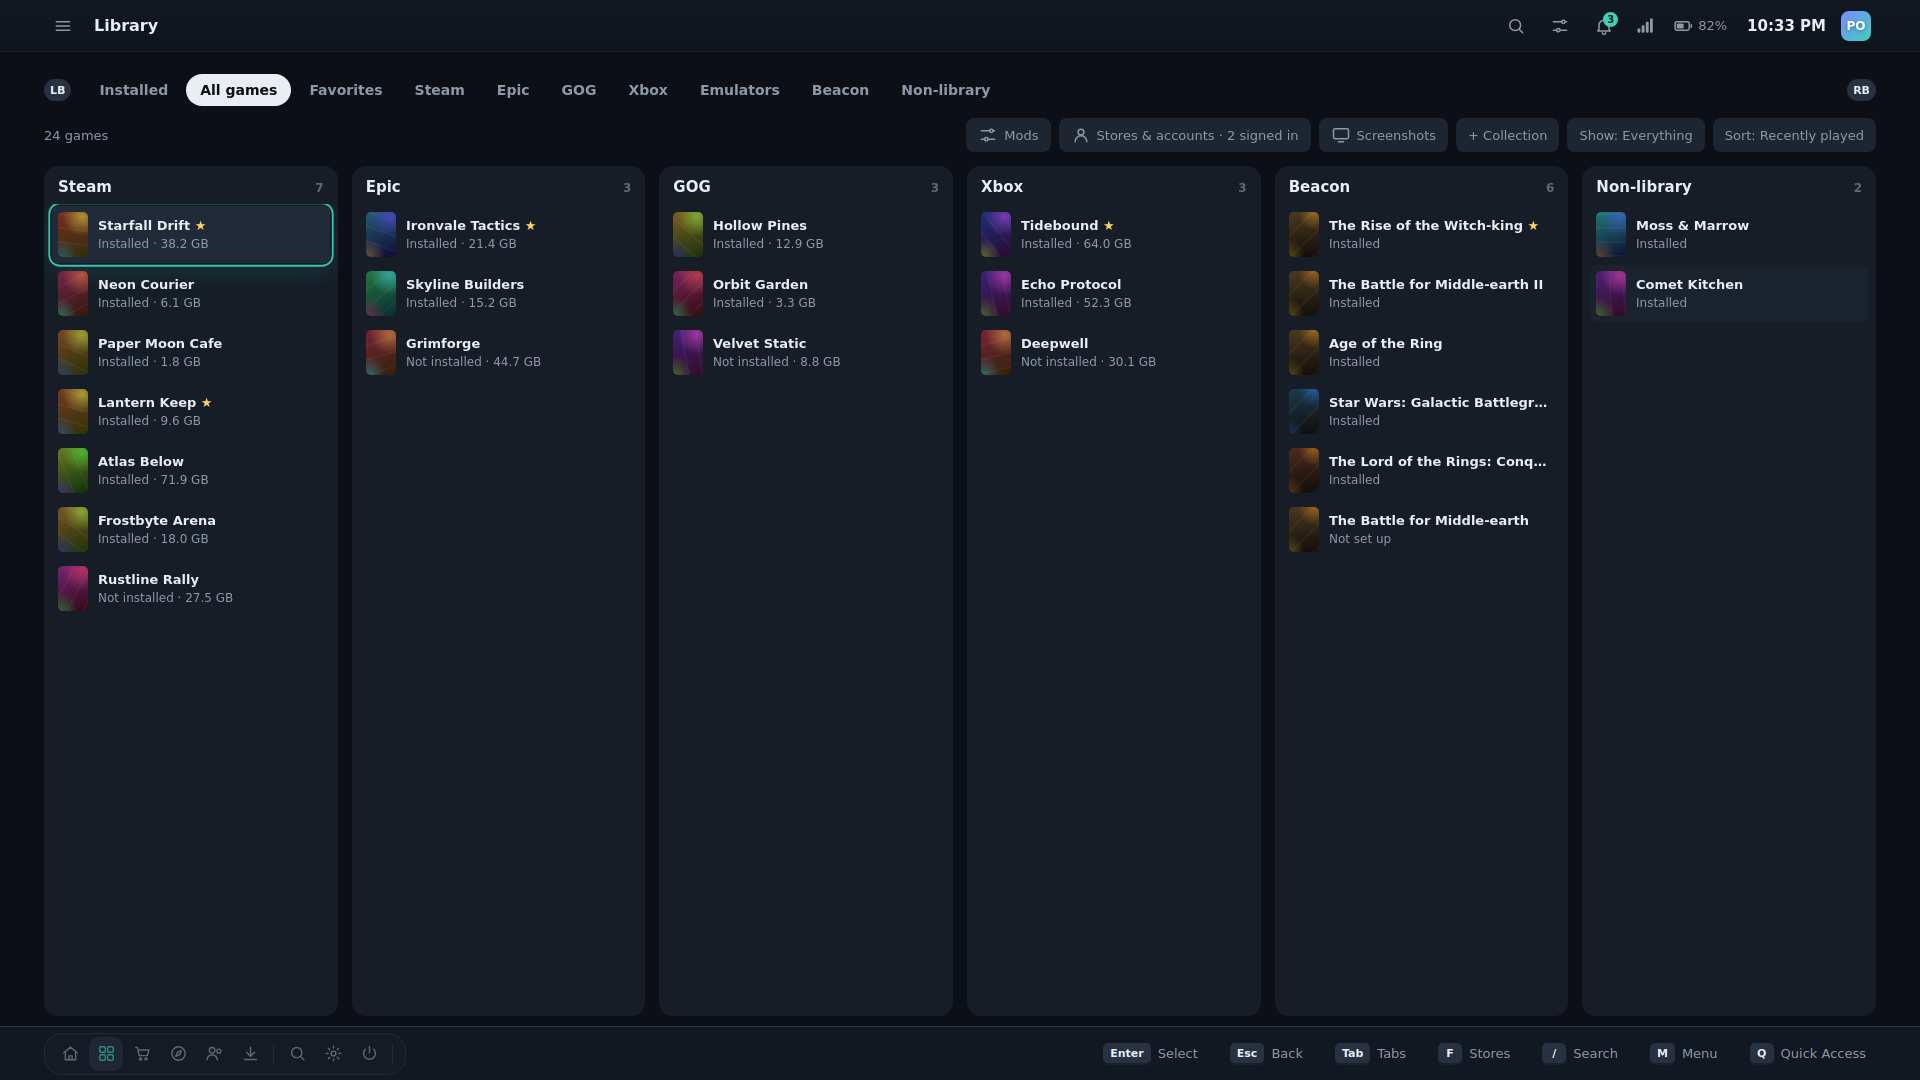 Library
3
82%
10:33 PM
PO
LB
Installed
All games
Favorites
Steam
Epic
GOG
Xbox
Emulators
Beacon
Non-library
RB
24 games
Mods
Stores & accounts · 2 signed in
Screenshots
+ Collection
Show: Everything
Sort: Recently played
Steam 7
Starfall Drift ★
Installed · 38.2 GB
Neon Courier
Installed · 6.1 GB
Paper Moon Cafe
Installed · 1.8 GB
Lantern Keep ★
Installed · 9.6 GB
Atlas Below
Installed · 71.9 GB
Frostbyte Arena
Installed · 18.0 GB
Rustline Rally
Not installed · 27.5 GB
Epic 3
Ironvale Tactics ★
Installed · 21.4 GB
Skyline Builders
Installed · 15.2 GB
Grimforge
Not installed · 44.7 GB
GOG 3
Hollow Pines
Installed · 12.9 GB
Orbit Garden
Installed · 3.3 GB
Velvet Static
Not installed · 8.8 GB
Xbox 3
Tidebound ★
Installed · 64.0 GB
Echo Protocol
Installed · 52.3 GB
Deepwell
Not installed · 30.1 GB
Beacon 6
The Rise of the Witch-king ★
Installed
The Battle for Middle-earth II
Installed
Age of the Ring
Installed
Star Wars: Galactic Battlegr…
Installed
The Lord of the Rings: Conq…
Installed
The Battle for Middle-earth
Not set up
Non-library 2
Moss & Marrow
Installed
Comet Kitchen
Installed
Enter Select
Esc Back
Tab Tabs
F Stores
/ Search
M Menu
Q Quick Access